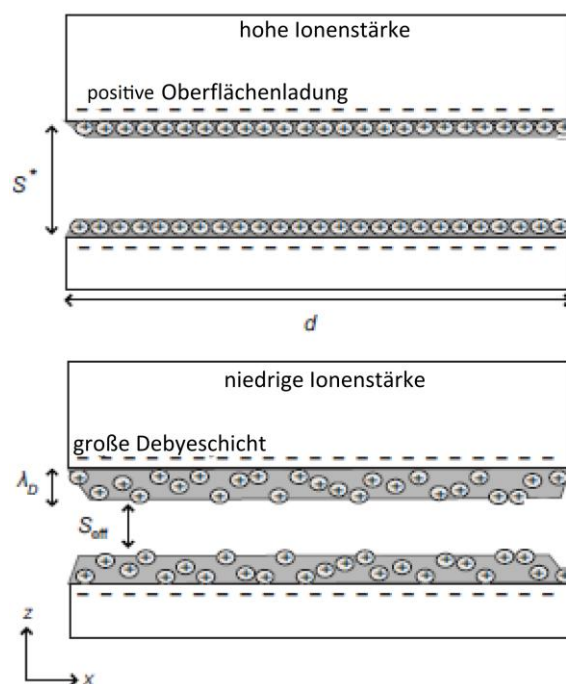 hohe Ionenstärke
positive Oberflächenladung
S*
d
niedrige Ionenstärke
große Debyeschicht
λD
Seff
z
x